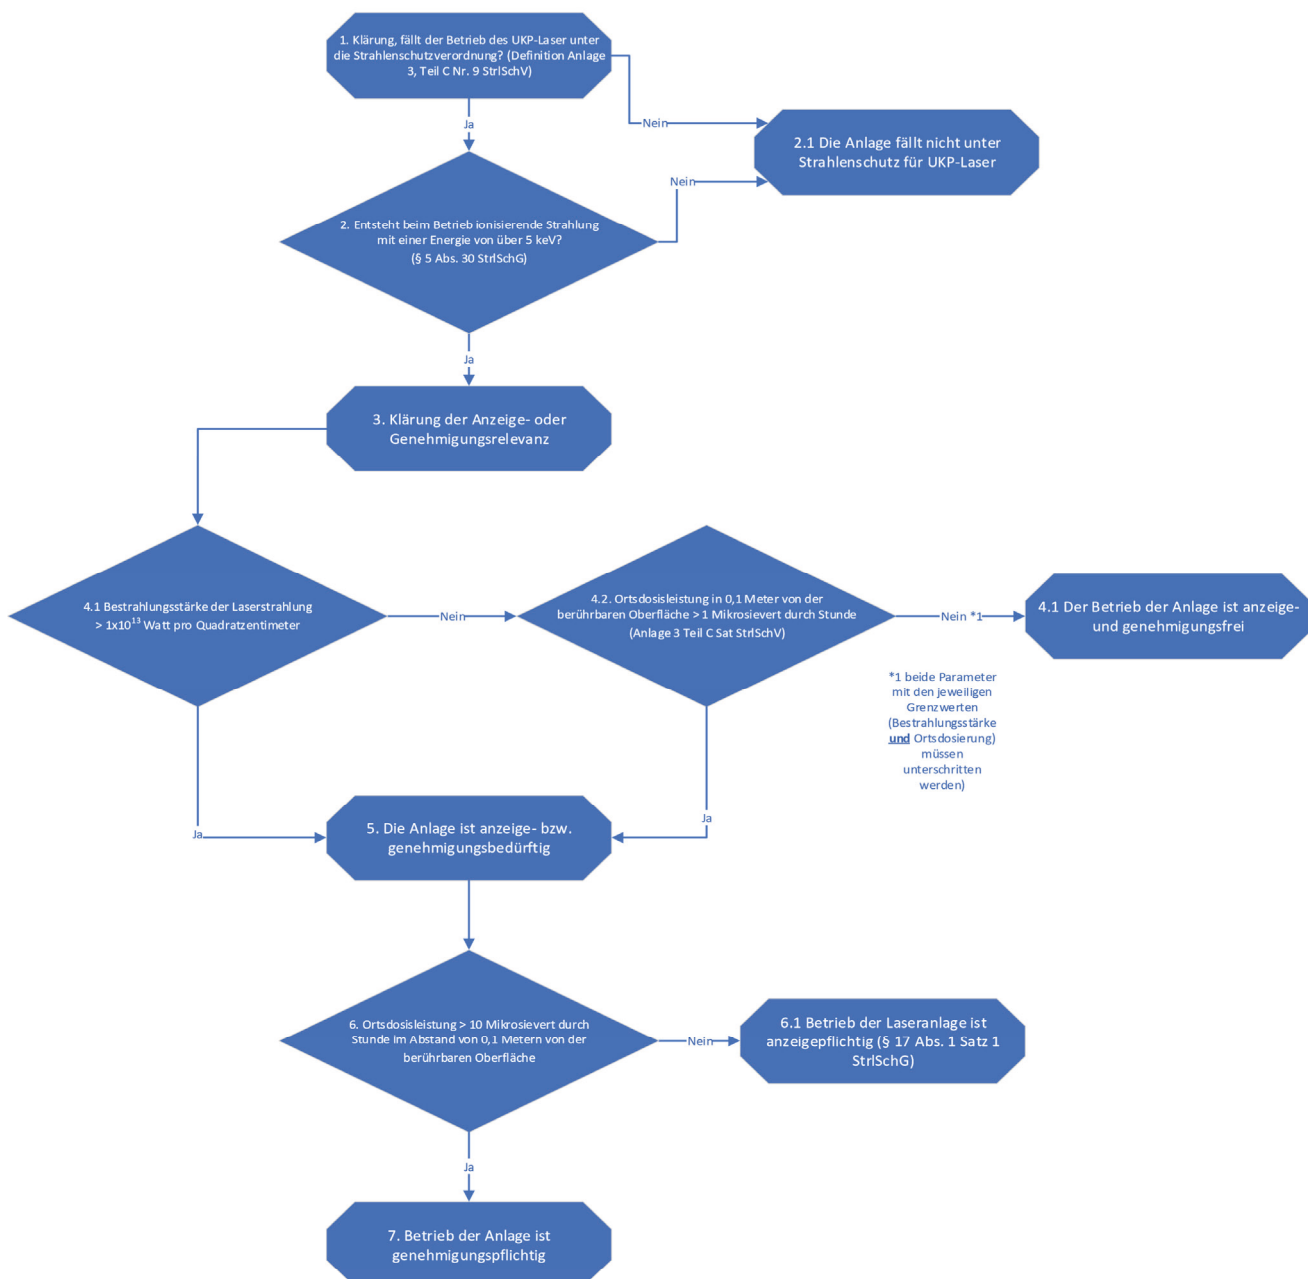 1. Klärung, fällt der Betrieb des UKP-Laser unter
die Strahlenschutzverordnung? (Definition Anlage
3, Teil C Nr. 9 StrlSchV)
Nein
Ja
2.1 Die Anlage fällt nicht unter
Strahlenschutz für UKP-Laser
Nein
2. Entsteht beim Betrieb ionisierende Strahlung
mit einer Energie von über 5 keV?
(§ 5 Abs. 30 StrlSchG)
Ja
3. Klärung der Anzeige- oder
Genehmigungsrelevanz
4.1 Bestrahlungsstärke der Laserstrahlung
> 1x10¹³ Watt pro Quadratzentimeter
Nein
4.2. Ortsdosisleistung in 0,1 Meter von der
berührbaren Oberfläche > 1 Mikrosievert durch Stunde
(Anlage 3 Teil C Sat StrlSchV)
Nein *1
4.1 Der Betrieb der Anlage ist anzeige-
und genehmigungsfrei
*1 beide Parameter
mit den jeweiligen
Grenzwerten
(Bestrahlungsstärke
und Ortsdosierung)
müssen
unterschritten
werden)
Ja
Ja
5. Die Anlage ist anzeige- bzw.
genehmigungsbedürftig
6. Ortsdosisleistung > 10 Mikrosievert durch
Stunde im Abstand von 0,1 Metern von der
berührbaren Oberfläche
Nein
6.1 Betrieb der Laseranlage ist
anzeigepflichtig (§ 17 Abs. 1 Satz 1
StrlSchG)
Ja
7. Betrieb der Anlage ist
genehmigungspflichtig